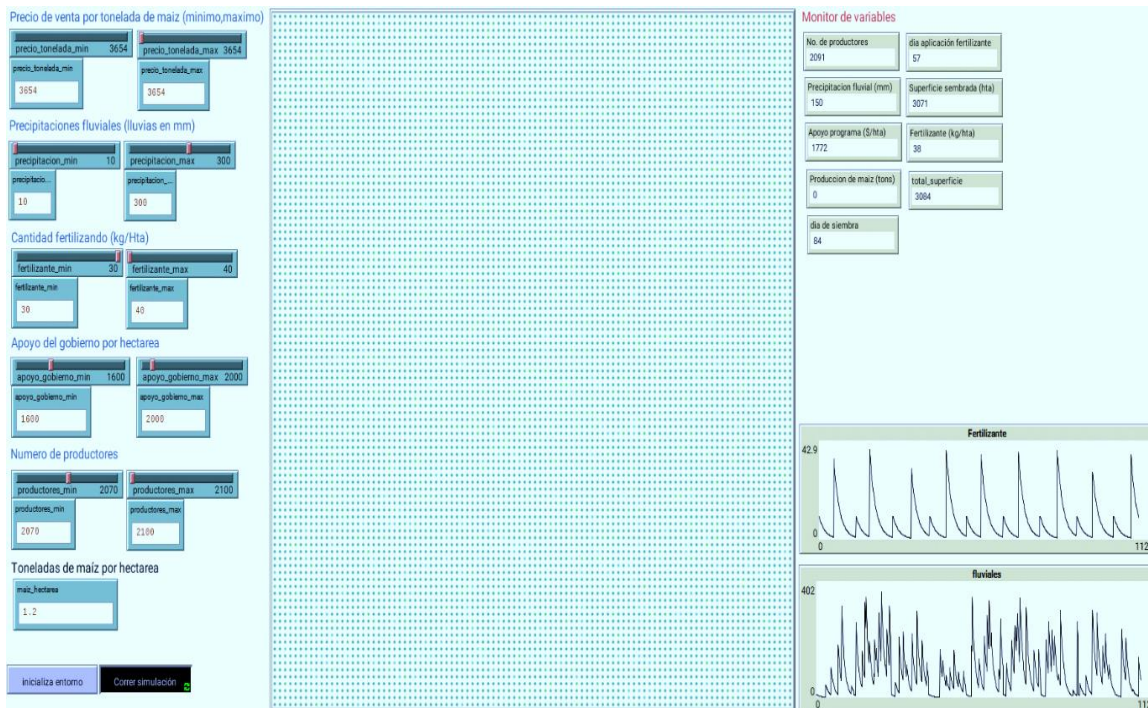 Precio de venta por tonelada de maiz (minimo,maximo)
precio_tonelada_min 3654
precio_tonelada_max 3654
precio_tonelada_min
3654
precio_tonelada_max
3654
Precipitaciones fluviales (lluvias en mm)
precipitacion_min 10
precipitacion_max 300
precipitacio...
10
precipitacion_...
300
Cantidad fertilizando (kg/Hta)
fertilizante_min 30
fertilizante_max 40
fertilizante_min
30
fertilizante_max
40
Apoyo del gobierno por hectarea
apoyo_gobierno_min 1600
apoyo_gobierno_max 2000
apoyo_gobierno_min
1600
apoyo_gobierno_max
2000
Numero de productores
productores_min 2070
productores_max 2100
productores_min
2070
productores_max
2100
Toneladas de maíz por hectarea
maiz_hectarea
1.2
inicializa entorno
Correr simulación
Monitor de variables
No. de productores
2091
dia aplicación fertilizante
57
Precipitacion fluvial (mm)
150
Superficie sembrada (hta)
3071
Apoyo programa ($/hta)
1772
Fertilizante (kg/hta)
38
Produccion de maiz (tons)
0
total_superficie
3084
dia de siembra
84
Fertilizante
42.9
0
0
112
fluviales
402
0
0